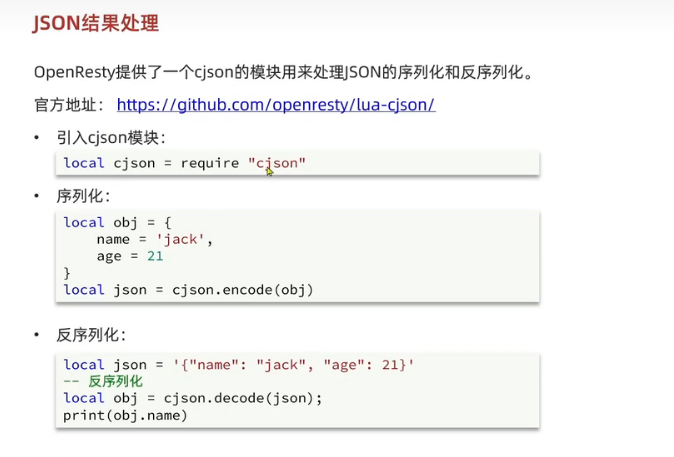 JSON结果处理
OpenResty提供了一个cjson的模块用来处理JSON的序列化和反序列化。
官方地址： https://github.com/openresty/lua-cjson/
• 引入cjson模块：
local cjson = require "cjson"
• 序列化：
local obj = {
    name = 'jack',
    age = 21
}
local json = cjson.encode(obj)
• 反序列化：
local json = '{"name": "jack", "age": 21}'
-- 反序列化
local obj = cjson.decode(json);
print(obj.name)